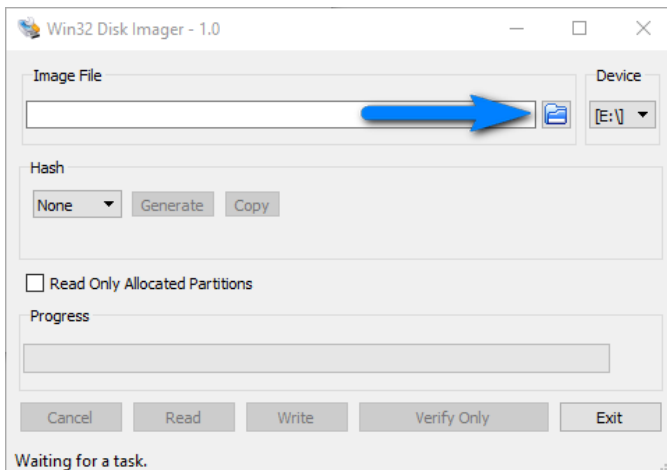 Win32 Disk Imager - 1.0
Image File
Device
[E:\]
Hash
None Generate Copy
Read Only Allocated Partitions
Progress
Cancel Read Write Verify Only Exit
Waiting for a task.